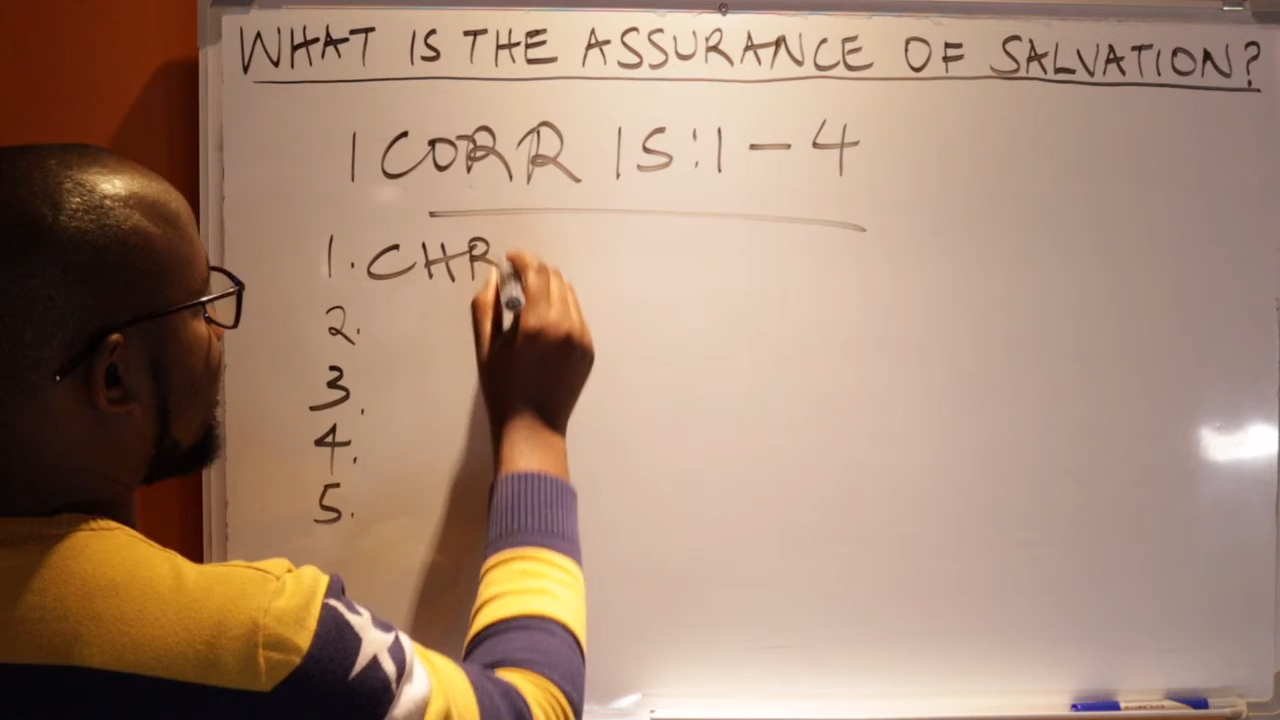 WHAT IS THE ASSURANCE OF SALVATION?
1 CORR 15:1-4
1. CHR
2.
3.
4.
5.